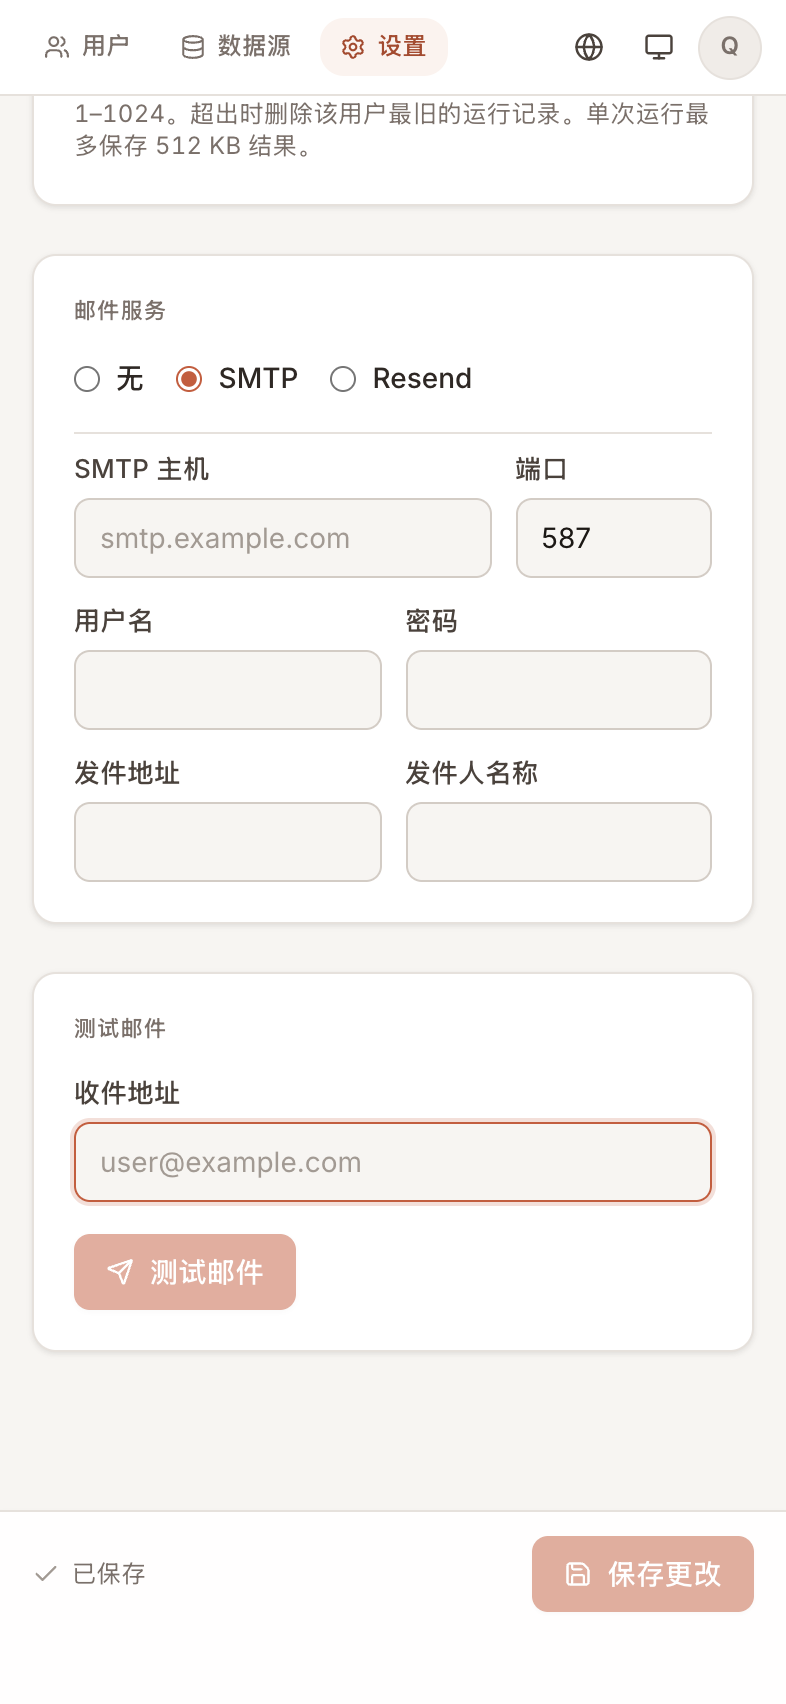 用户 数据源 设置 Q
1–1024。超出时删除该用户最旧的运行记录。单次运行最
多保存 512 KB 结果。
邮件服务
无 SMTP Resend
SMTP 主机 端口
smtp.example.com 587
用户名 密码
发件地址 发件人名称
测试邮件
收件地址
user@example.com
测试邮件
已保存 保存更改